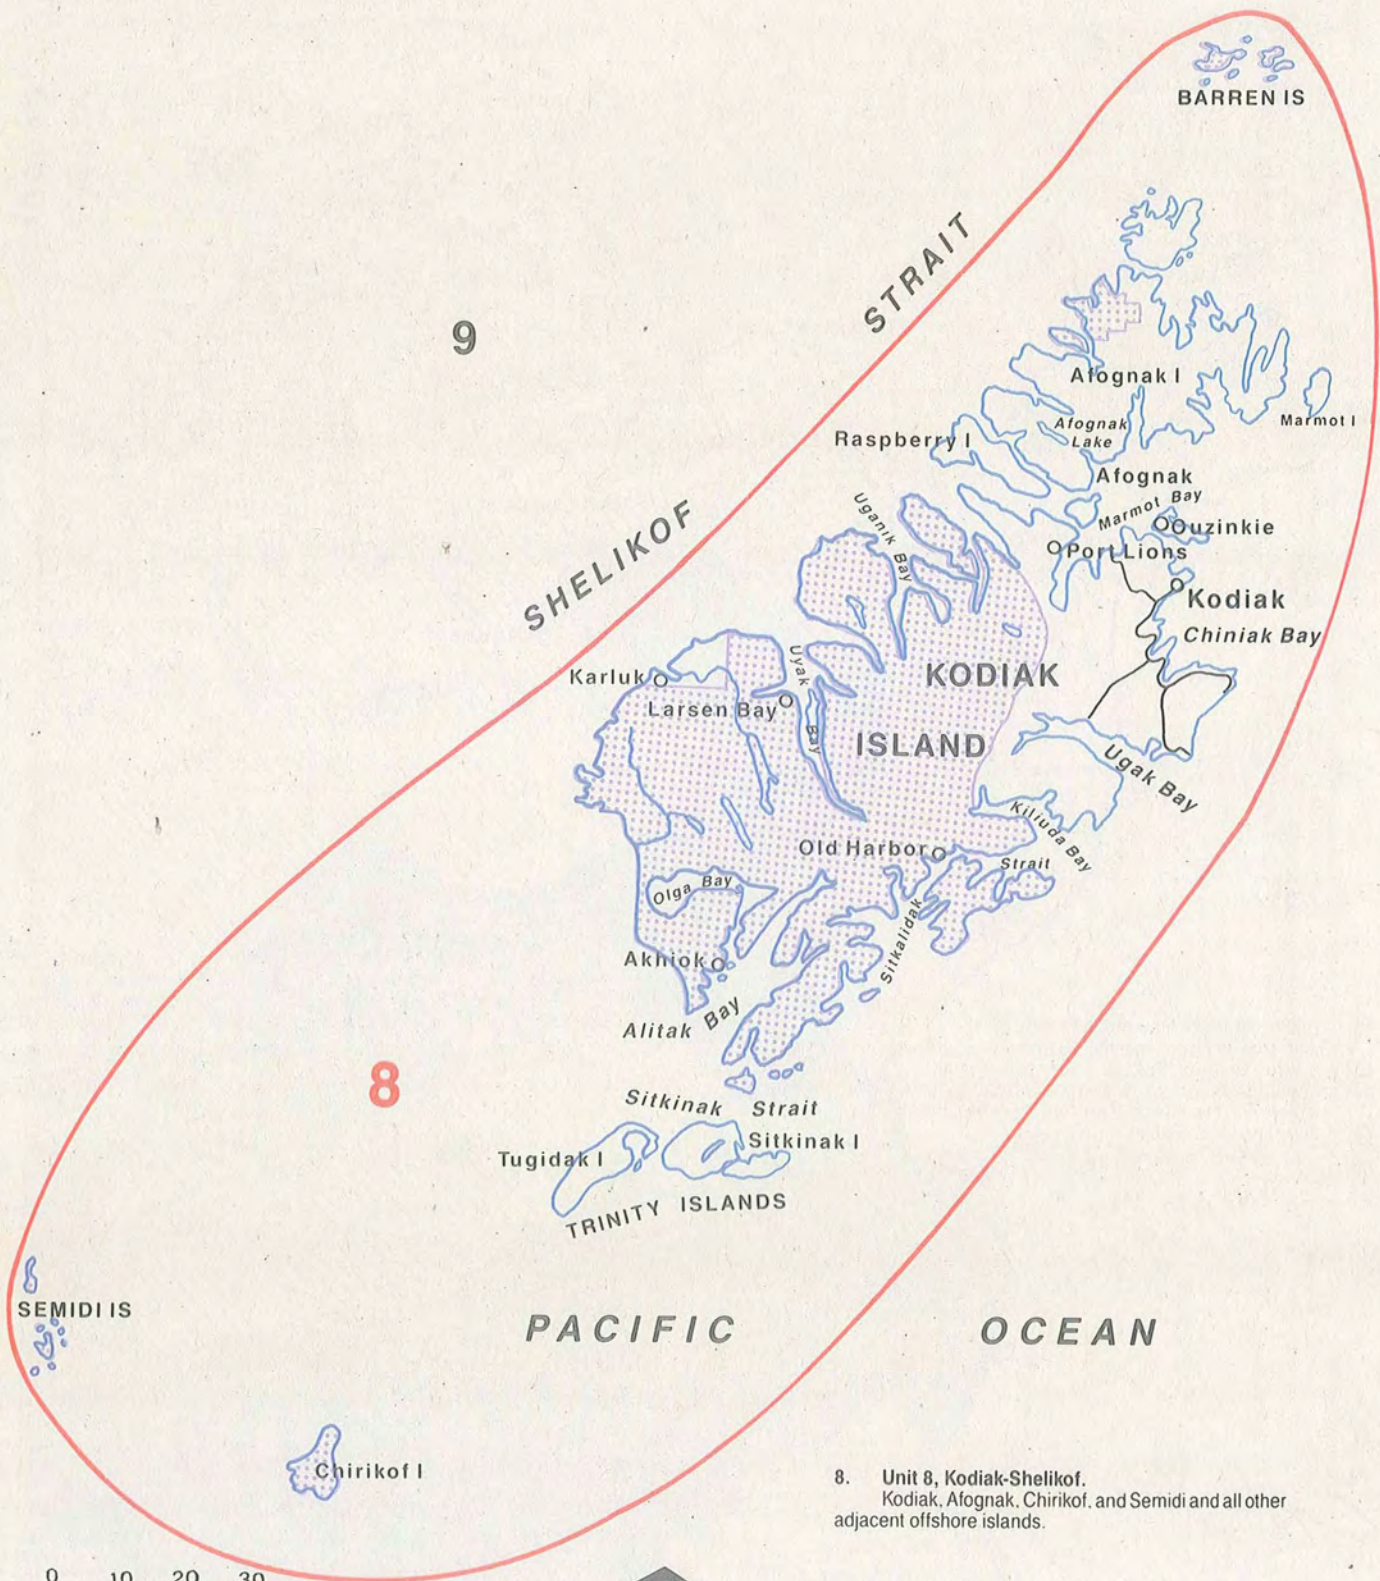 BARREN IS
STRAIT
9
Afognak I
Marmot I
Afognak
Lake
Raspberry I
Afognak
Marmot Bay
Uganik Bay
Ouzinkie
Port Lions
SHELIKOF
Kodiak
Chiniak Bay
Uyak
Bay
KODIAK
Karluk
Larsen Bay
ISLAND
Ugak Bay
Kiliuda Bay
Old Harbor
Strait
Olga Bay
Sitkalidak
Akhiok
Alitak Bay
8
Sitkinak Strait
Sitkinak I
Tugidak I
TRINITY ISLANDS
SEMIDI IS
PACIFIC OCEAN
Chirikof I
8. Unit 8, Kodiak-Shelikof.
Kodiak, Afognak, Chirikof, and Semidi and all other
adjacent offshore islands.
0 10 20 30